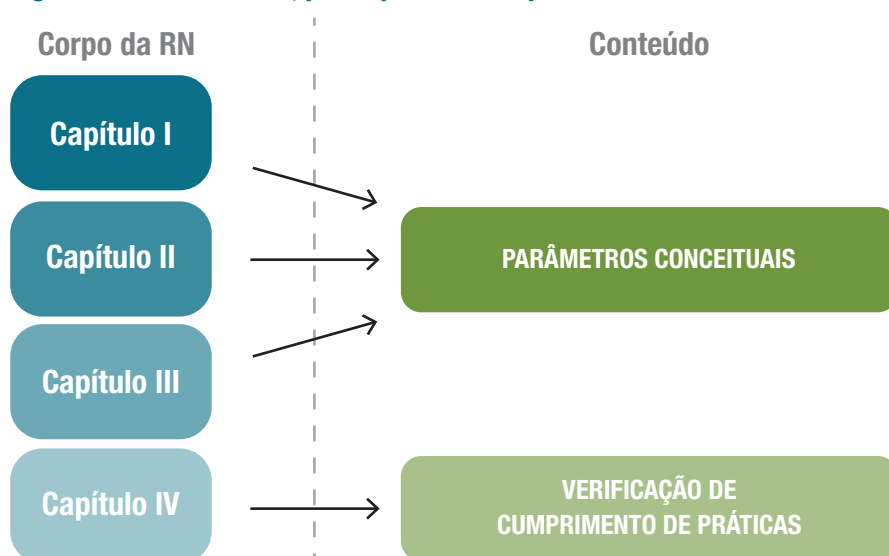 Corpo da RN
Conteúdo
Capítulo I
Capítulo II
PARÂMETROS CONCEITUAIS
Capítulo III
Capítulo IV
VERIFICAÇÃO DE
CUMPRIMENTO DE PRÁTICAS